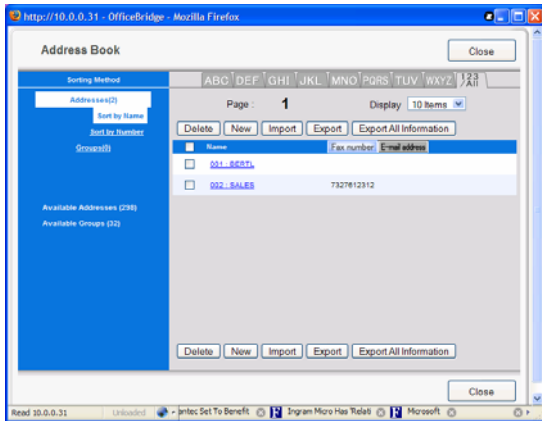 http://10.0.0.31 - OfficeBridge - Mozilla Firefox
Address Book
Close
Sorting Method
ABC DEF GHI JKL MNO PQRS TUV WXYZ 123 All
Addresses(2)
Sort by Name
Sort by Number
Groups(0)
Page : 1 Display 10 Items
Delete New Import Export Export All Information
Name Fax number E-mail address
001 : BERTL
002 : SALES 7327612312
Available Addresses (298)
Available Groups (32)
Delete New Import Export Export All Information
Close
Read 10.0.0.31 Unloaded antec Set To Benefit Ingram Micro Has 'Relati Microsoft